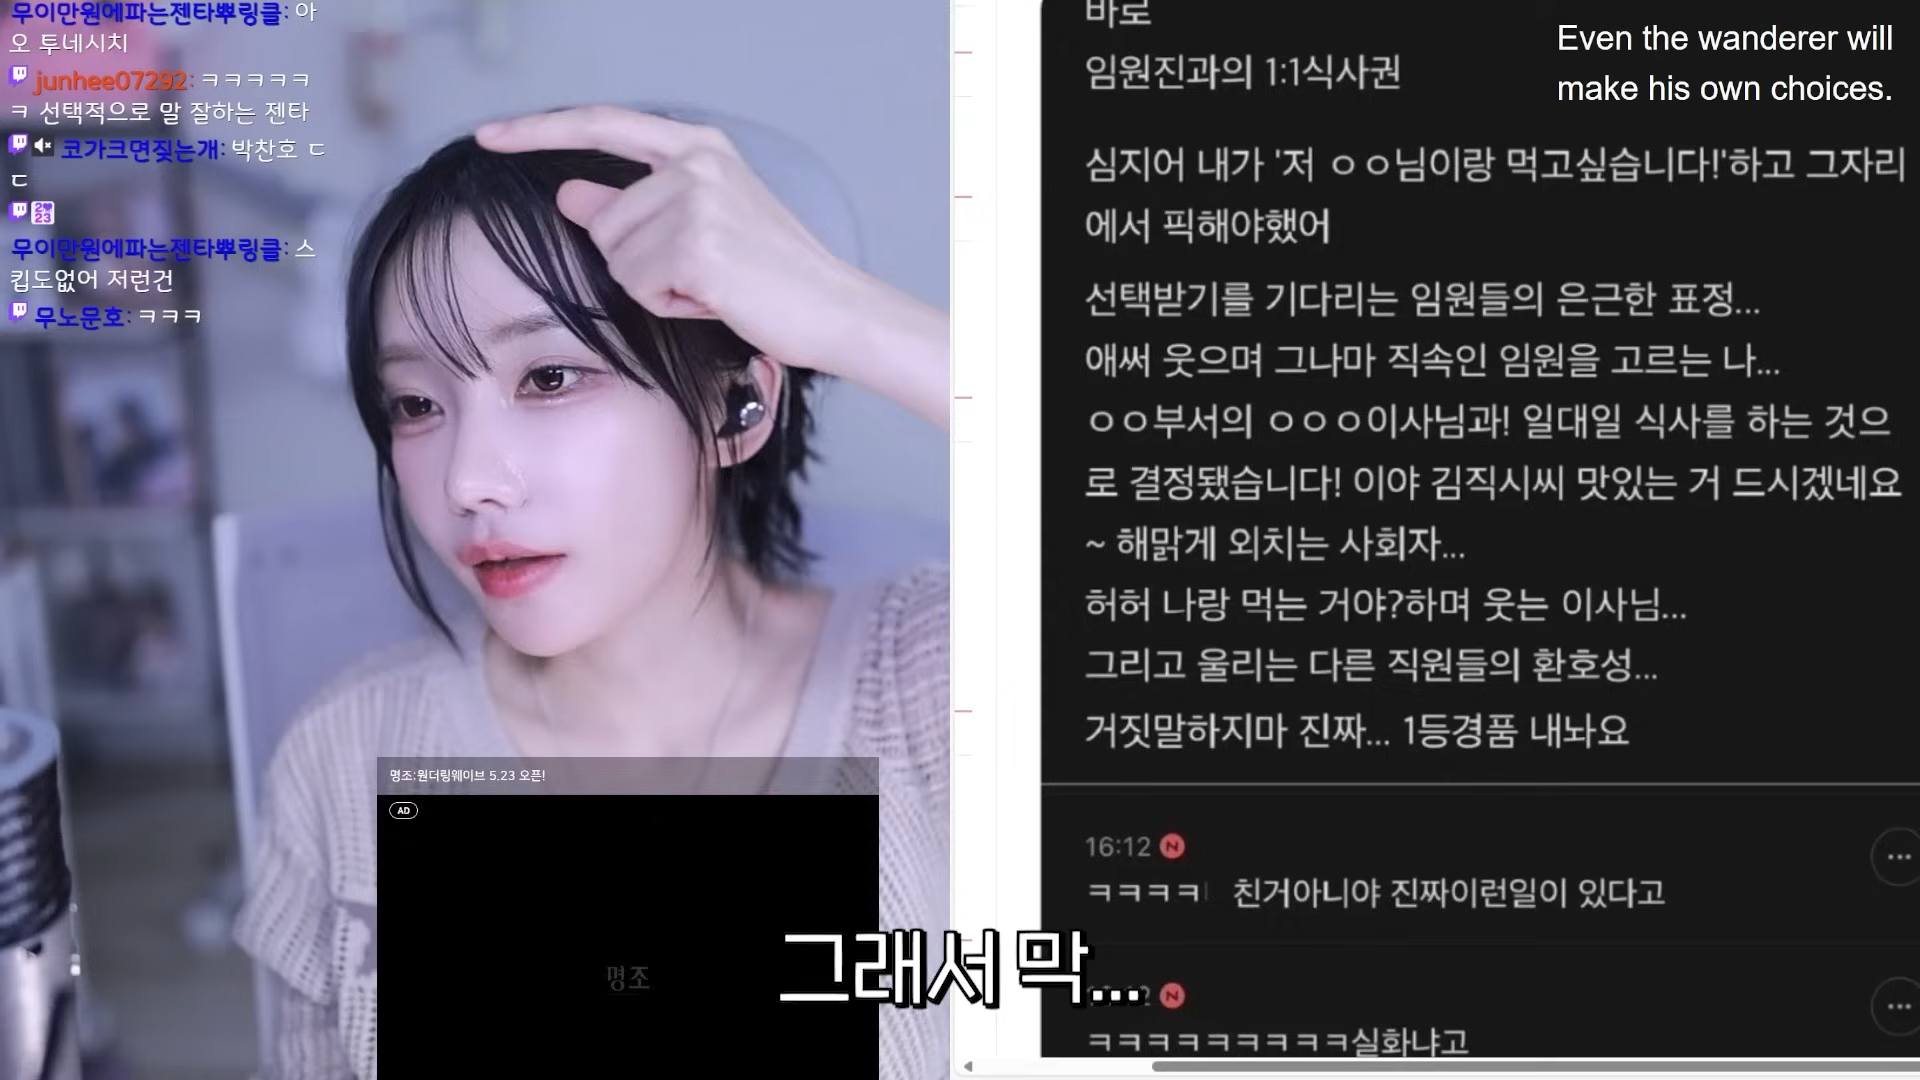 무이만원에파는젠타뿌링클: 아
오 투네시치
junhee07292: ㅋㅋㅋㅋㅋ
ㅋ 선택적으로 말 잘하는 젠타
코가크면짖는개: 박찬호 ㄷ
ㄷ
무이만원에파는젠타뿌링클: 스
킵도없어 저런건
무노문호: ㅋㅋㅋ
명조:워더링웨이브 5.23 오픈!
AD
명조
그래서 막...
바로
임원진과의 1:1식사권
심지어 내가 '저 ㅇㅇ님이랑 먹고싶습니다!'하고 그자리
에서 픽해야했어
선택받기를 기다리는 임원들의 은근한 표정...
애써 웃으며 그나마 직속인 임원을 고르는 나...
ㅇㅇ부서의 ㅇㅇㅇ이사님과! 일대일 식사를 하는 것으
로 결정됐습니다! 이야 김직시씨 맛있는 거 드시겠네요
~ 해맑게 외치는 사회자...
허허 나랑 먹는 거야?하며 웃는 이사님...
그리고 울리는 다른 직원들의 환호성...
거짓말하지마 진짜... 1등경품 내놔요
16:12 N
ㅋㅋㅋㅋ 친거아니야 진짜이런일이 있다고
N
ㅋㅋㅋㅋㅋㅋㅋㅋㅋ실화냐고
Even the wanderer will
make his own choices.